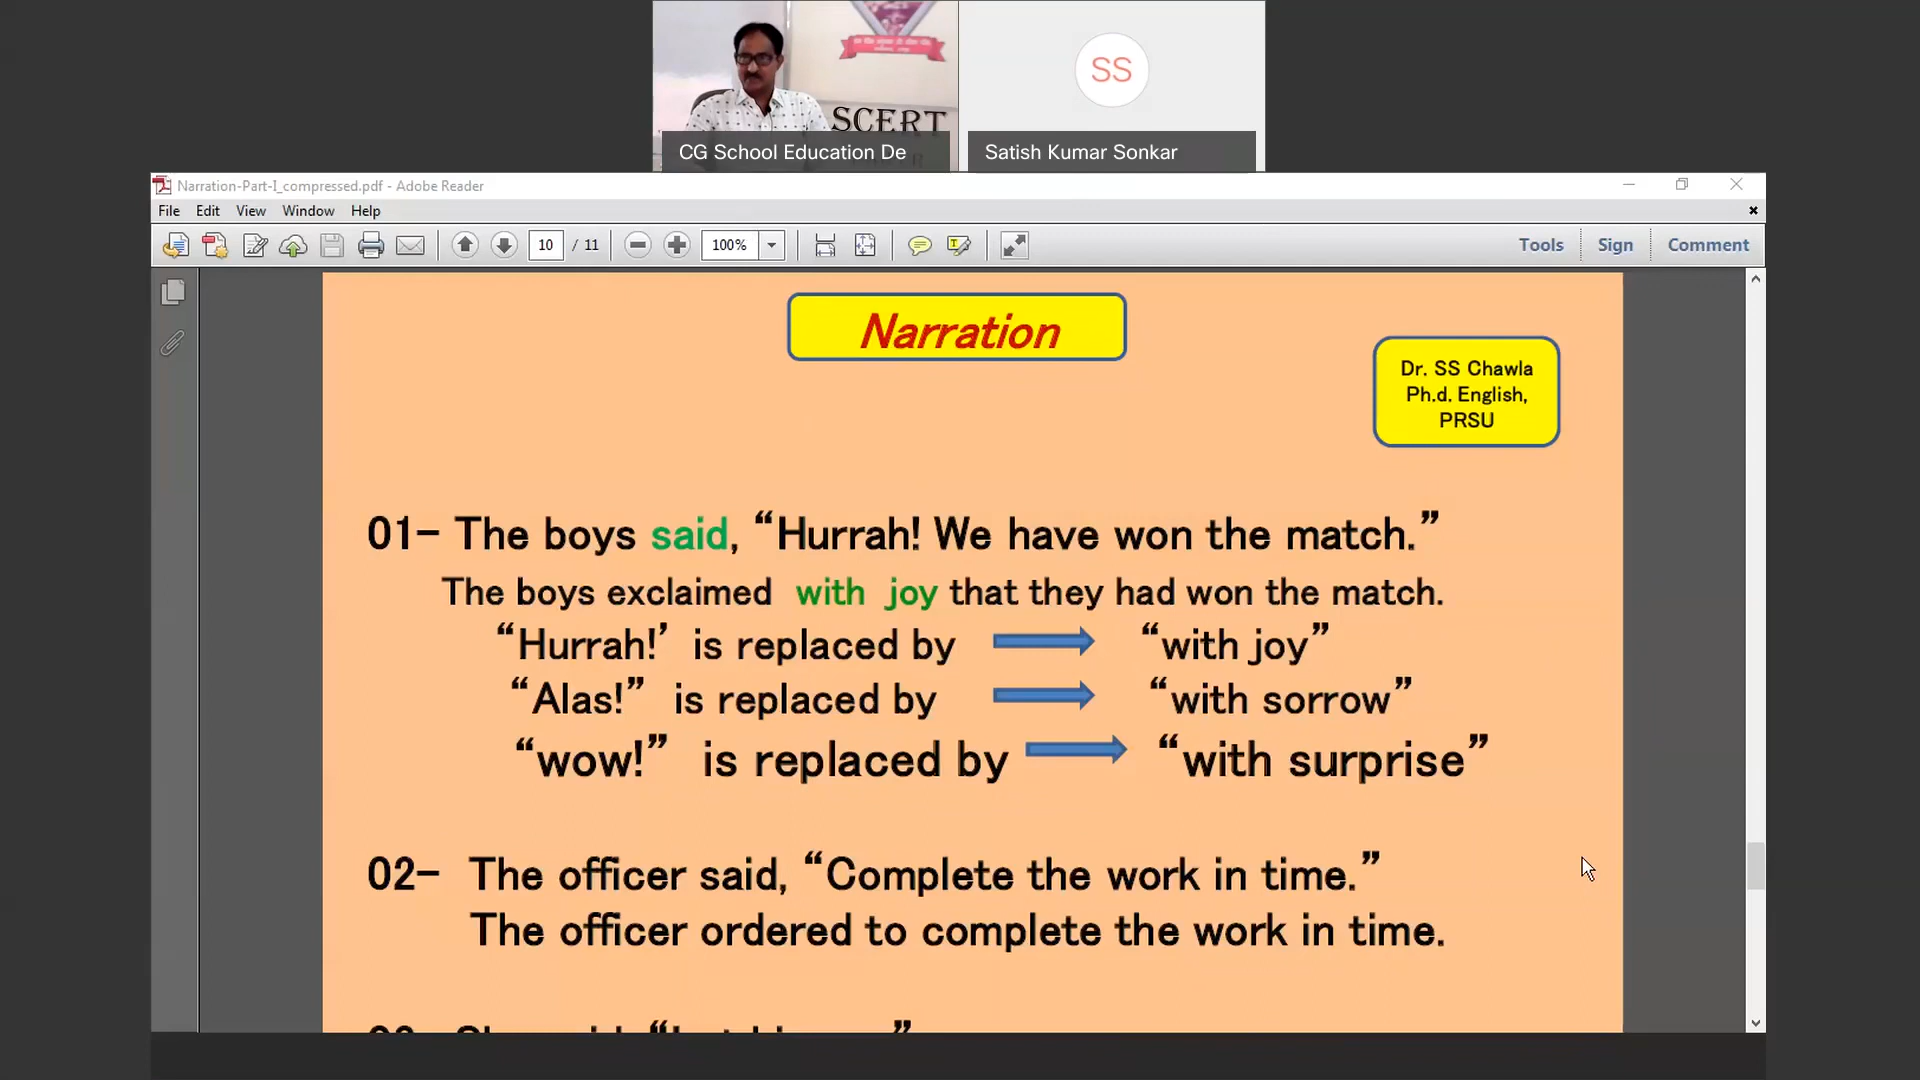 SS
SCERT
CG School Education De
Satish Kumar Sonkar
Narration-Part-I_compressed.pdf - Adobe Reader
File Edit View Window Help
10 / 11 100% Tools Sign Comment
Narration
Dr. SS Chawla
Ph.d. English,
PRSU
01- The boys said, “Hurrah! We have won the match.”
The boys exclaimed with joy that they had won the match.
“Hurrah!’ is replaced by “with joy”
“Alas!” is replaced by “with sorrow”
“wow!” is replaced by “with surprise”
02- The officer said, “Complete the work in time.”
The officer ordered to complete the work in time.